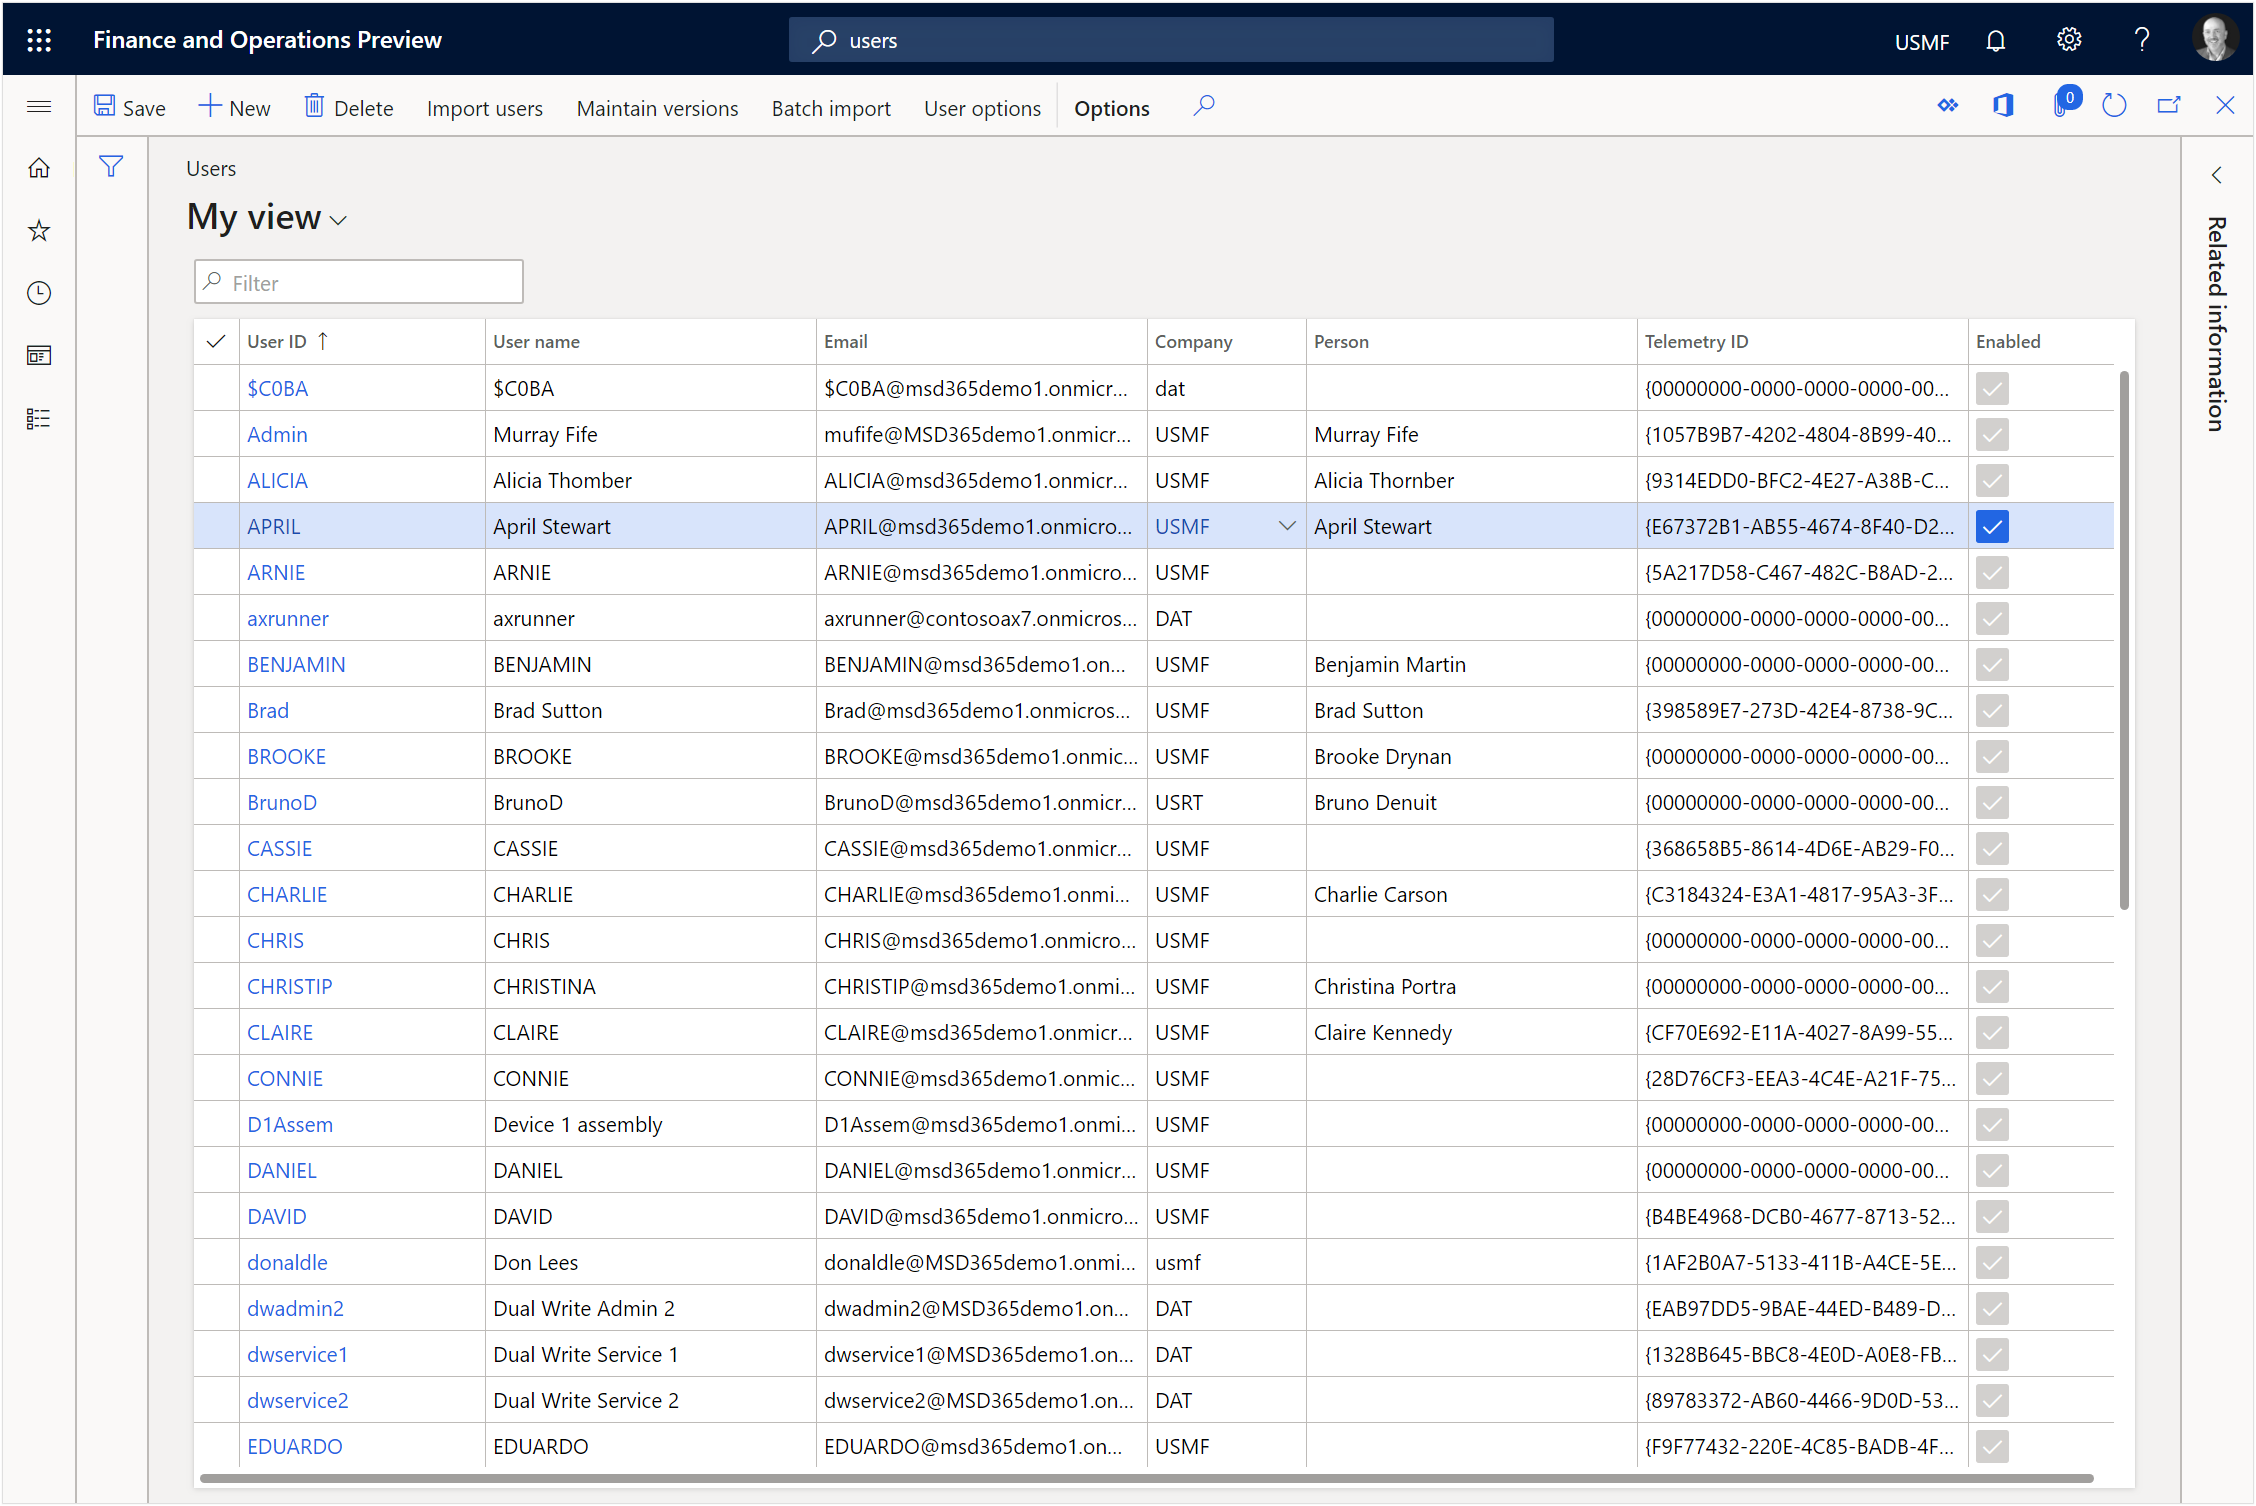 Finance and Operations Preview users USMF
Save New Delete Import users Maintain versions Batch import User options Options 0
Users
My view
Filter
User ID User name Email Company Person Telemetry ID Enabled
$C0BA $C0BA $C0BA@msd365demo1.onmicr... dat {00000000-0000-0000-0000-00...
Admin Murray Fife mufife@MSD365demo1.onmicr... USMF Murray Fife {1057B9B7-4202-4804-8B99-40...
ALICIA Alicia Thomber ALICIA@msd365demo1.onmicr... USMF Alicia Thornber {9314EDD0-BFC2-4E27-A38B-C...
APRIL April Stewart APRIL@msd365demo1.onmicro... USMF April Stewart {E67372B1-AB55-4674-8F40-D2...
ARNIE ARNIE ARNIE@msd365demo1.onmicro... USMF {5A217D58-C467-482C-B8AD-2...
axrunner axrunner axrunner@contosoax7.onmicros... DAT {00000000-0000-0000-0000-00...
BENJAMIN BENJAMIN BENJAMIN@msd365demo1.on... USMF Benjamin Martin {00000000-0000-0000-0000-00...
Brad Brad Sutton Brad@msd365demo1.onmicros... USMF Brad Sutton {398589E7-273D-42E4-8738-9C...
BROOKE BROOKE BROOKE@msd365demo1.onmic... USMF Brooke Drynan {00000000-0000-0000-0000-00...
BrunoD BrunoD BrunoD@msd365demo1.onmicr... USRT Bruno Denuit {00000000-0000-0000-0000-00...
CASSIE CASSIE CASSIE@msd365demo1.onmicr... USMF {368658B5-8614-4D6E-AB29-F0...
CHARLIE CHARLIE CHARLIE@msd365demo1.onmi... USMF Charlie Carson {C3184324-E3A1-4817-95A3-3F...
CHRIS CHRIS CHRIS@msd365demo1.onmicro... USMF {00000000-0000-0000-0000-00...
CHRISTIP CHRISTINA CHRISTIP@msd365demo1.onmi... USMF Christina Portra {00000000-0000-0000-0000-00...
CLAIRE CLAIRE CLAIRE@msd365demo1.onmicr... USMF Claire Kennedy {CF70E692-E11A-4027-8A99-55...
CONNIE CONNIE CONNIE@msd365demo1.onmic... USMF {28D76CF3-EEA3-4C4E-A21F-75...
D1Assem Device 1 assembly D1Assem@msd365demo1.onmi... USMF {00000000-0000-0000-0000-00...
DANIEL DANIEL DANIEL@msd365demo1.onmicr... USMF {00000000-0000-0000-0000-00...
DAVID DAVID DAVID@msd365demo1.onmicro... USMF {B4BE4968-DCB0-4677-8713-52...
donaldle Don Lees donaldle@MSD365demo1.onmi... usmf {1AF2B0A7-5133-411B-A4CE-5E...
dwadmin2 Dual Write Admin 2 dwadmin2@MSD365demo1.on... DAT {EAB97DD5-9BAE-44ED-B489-D...
dwservice1 Dual Write Service 1 dwservice1@MSD365demo1.on... DAT {1328B645-BBC8-4E0D-A0E8-FB...
dwservice2 Dual Write Service 2 dwservice2@MSD365demo1.on... DAT {89783372-AB60-4466-9D0D-53...
EDUARDO EDUARDO EDUARDO@msd365demo1.on... USMF {F9F77432-220E-4C85-BADB-4F...
Related information